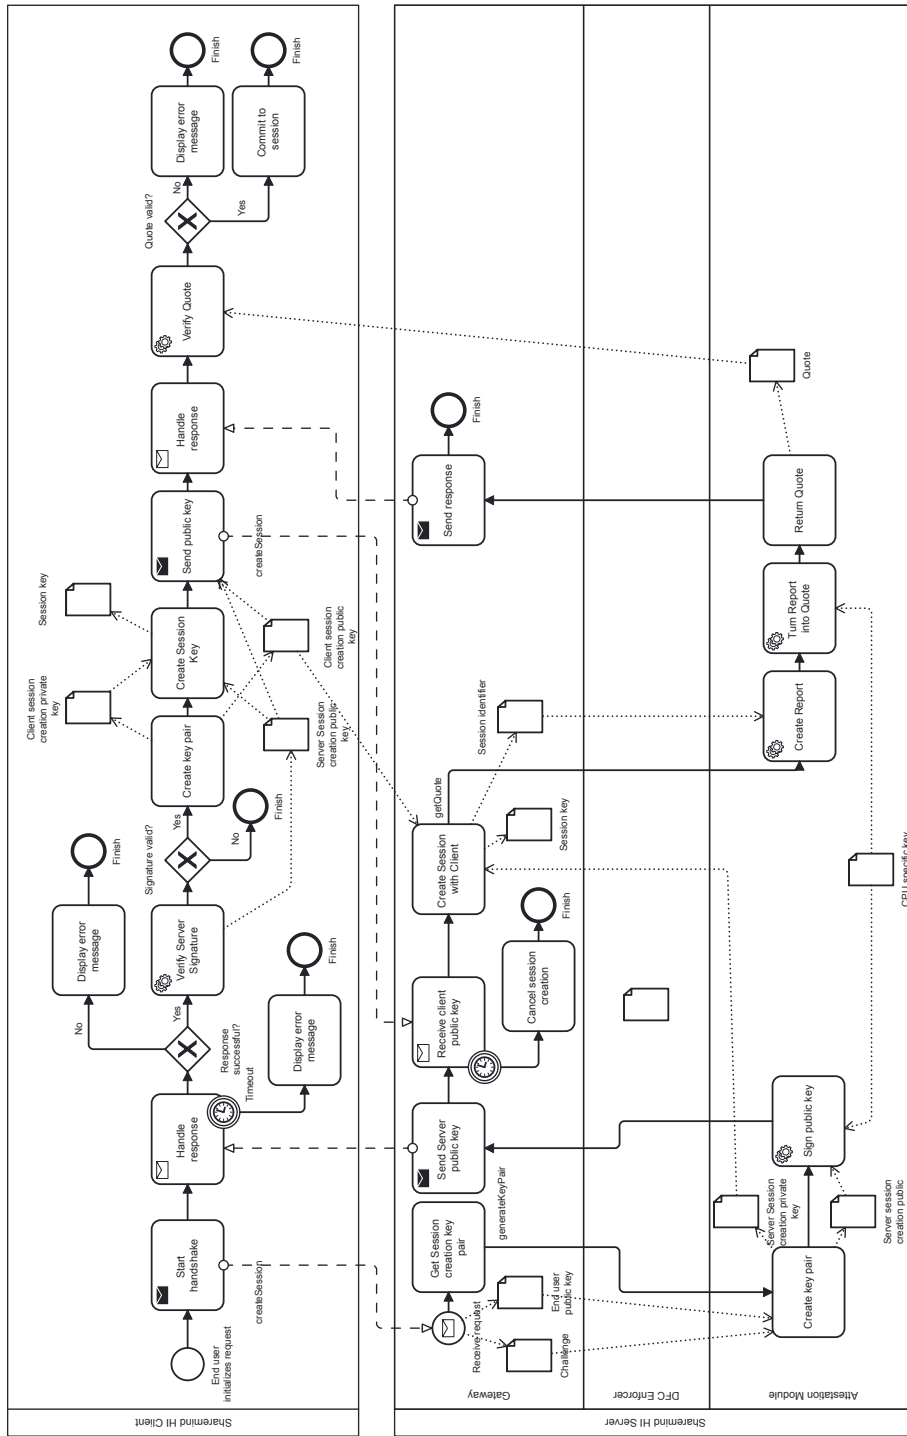 Sharemind HI Client
End user
initializes request
Start
handshake
createSession
Handle
response
Timeout
Display error
message
Finish
Response
successful?
No
Display error
message
Finish
Yes
Verify Server
Signature
Signature valid?
No
Finish
Yes
Create key pair
Client session
creation private
key
Server Session
creation public
key
Create Session
Key
Session key
Client session
creation public
key
Send public key
createSession
Handle
response
Verify Quote
Quote valid?
No
Display error
message
Finish
Yes
Commit to
session
Finish
Sharemind HI Server
Gateway
Receive request
Challenge
End user
public key
Get Session
creation key
pair
generateKeyPair
Send Server
public key
Receive client
public key
Cancel session
creation
Finish
Create Session
with Client
Session key
getQuote
Session identifier
Send response
Finish
DFC Enforcer
Attestation Module
Create key pair
Server Session
creation private
key
Server session
creation public
Sign public key
CPU specific key
Create Report
Turn Report
into Quote
Return Quote
Quote